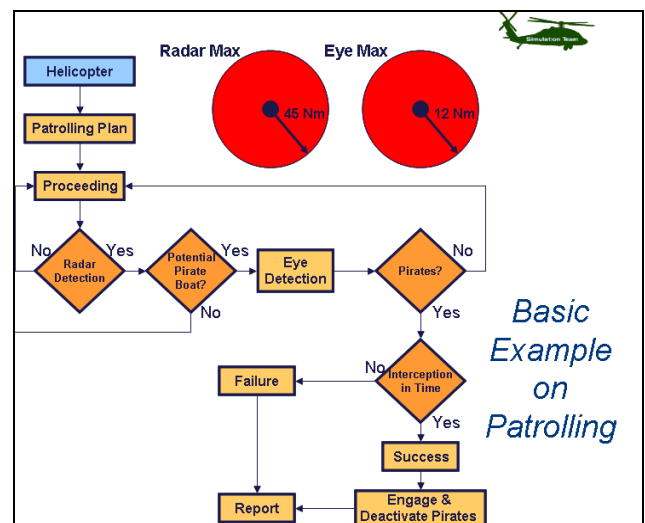 Simulation Team
Radar Max
Eye Max
Helicopter
45 Nm
12 Nm
Patrolling Plan
Proceeding
No
Yes
Yes
No
Radar
Detection
Potential
Pirate
Boat?
Eye
Detection
Pirates?
No
Yes
Basic
Example
on
Patrolling
No
Interception
in Time
Failure
Yes
Success
Report
Engage &
Deactivate Pirates